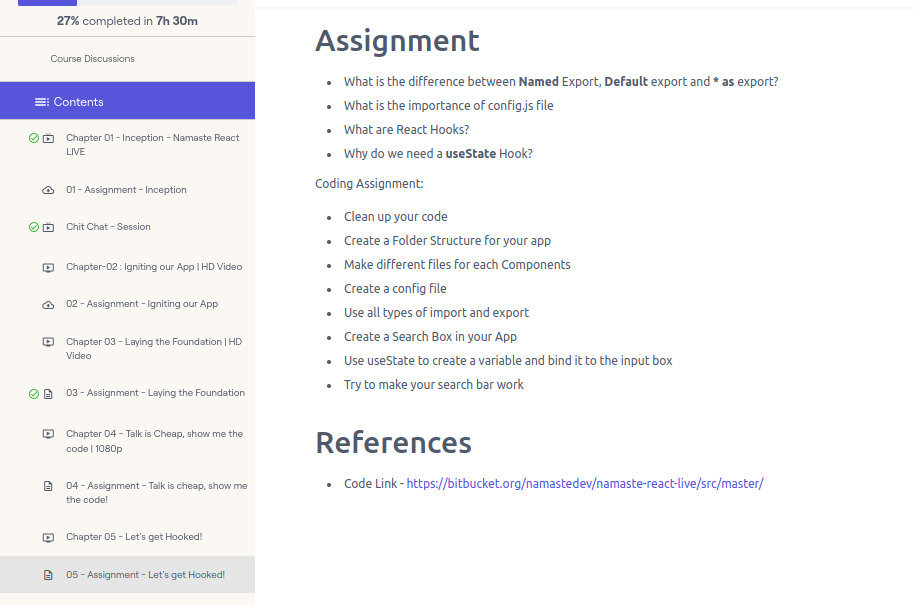 27% completed in 7h 30m
Course Discussions
Contents
Chapter 01 - Inception - Namaste React
LIVE
01 - Assignment - Inception
Chit Chat - Session
Chapter-02 : Igniting our App | HD Video
02 - Assignment - Igniting our App
Chapter 03 - Laying the Foundation | HD
Video
03 - Assignment - Laying the Foundation
Chapter 04 - Talk is Cheap, show me the
code | 1080p
04 - Assignment - Talk is cheap, show me
the code!
Chapter 05 - Let's get Hooked!
05 - Assignment - Let's get Hooked!
Assignment
• What is the difference between Named Export, Default export and * as export?
• What is the importance of config.js file
• What are React Hooks?
• Why do we need a useState Hook?
Coding Assignment:
• Clean up your code
• Create a Folder Structure for your app
• Make different files for each Components
• Create a config file
• Use all types of import and export
• Create a Search Box in your App
• Use useState to create a variable and bind it to the input box
• Try to make your search bar work
References
• Code Link - https://bitbucket.org/namastedev/namaste-react-live/src/master/